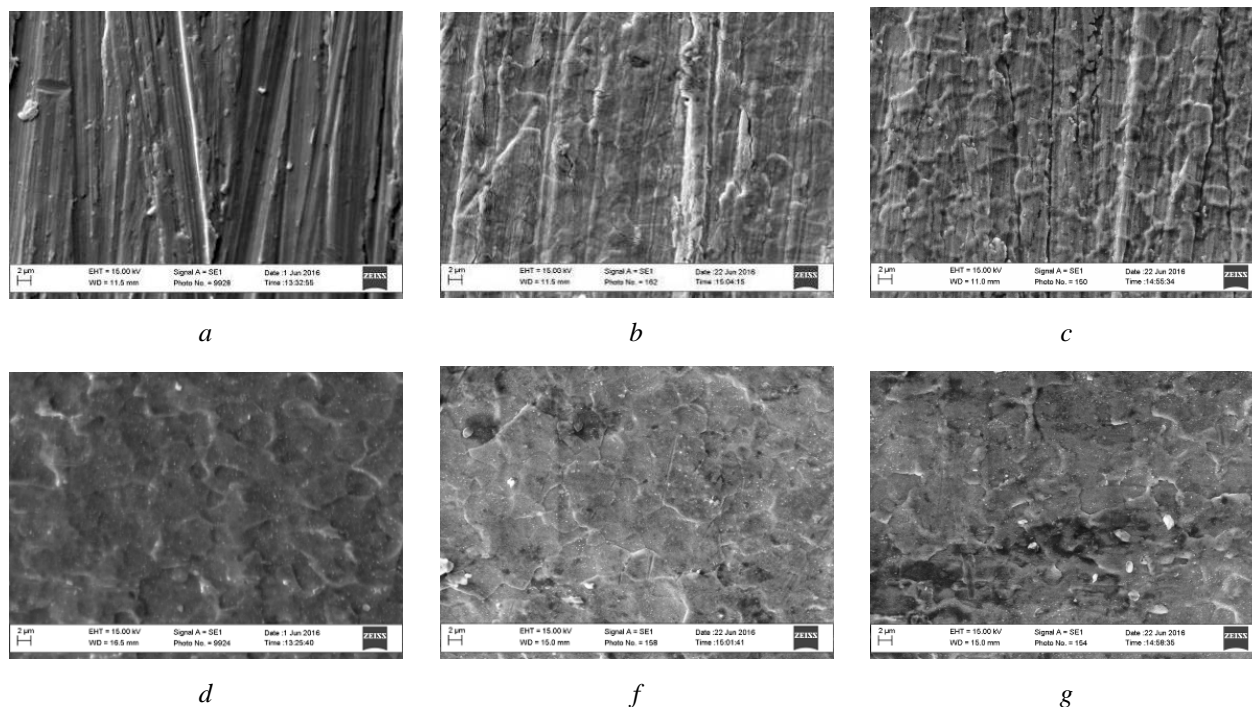 2 µm EHT = 15.00 kV Signal A = SE1 Date :1 Jun 2016 ZEISS
WD = 11.5 mm Photo No. = 9928 Time :13:32:55
2 µm EHT = 15.00 kV Signal A = SE1 Date :22 Jun 2016 ZEISS
WD = 11.5 mm Photo No. = 162 Time :15:04:15
2 µm EHT = 15.00 kV Signal A = SE1 Date :22 Jun 2016 ZEISS
WD = 11.0 mm Photo No. = 150 Time :14:55:34
a
b
c
2 µm EHT = 15.00 kV Signal A = SE1 Date :1 Jun 2016 ZEISS
WD = 16.5 mm Photo No. = 9924 Time :13:25:40
2 µm EHT = 15.00 kV Signal A = SE1 Date :22 Jun 2016 ZEISS
WD = 15.0 mm Photo No. = 158 Time :15:01:41
2 µm EHT = 15.00 kV Signal A = SE1 Date :22 Jun 2016 ZEISS
WD = 15.0 mm Photo No. = 154 Time :14:58:35
d
f
g